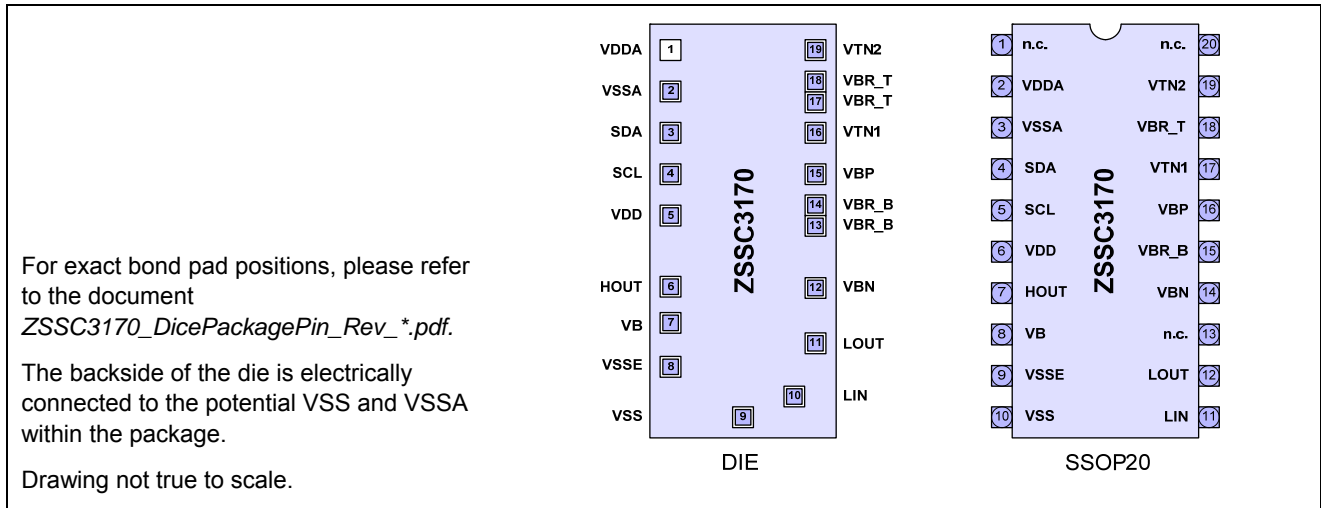 For exact bond pad positions, please refer
to the document
ZSSC3170_DicePackagePin_Rev_*.pdf.
The backside of the die is electrically
connected to the potential VSS and VSSA
within the package.
Drawing not true to scale.
VDDA 1
VSSA 2
SDA 3
SCL 4
VDD 5
HOUT 6
VB 7
VSSE 8
VSS 9
ZSSC3170
19 VTN2
18 VBR_T
17 VBR_T
16 VTN1
15 VBP
14 VBR_B
13 VBR_B
12 VBN
11 LOUT
10 LIN
DIE
1 n.c.
2 VDDA
3 VSSA
4 SDA
5 SCL
6 VDD
7 HOUT
8 VB
9 VSSE
10 VSS
ZSSC3170
n.c. 20
VTN2 19
VBR_T 18
VTN1 17
VBP 16
VBR_B 15
VBN 14
n.c. 13
LOUT 12
LIN 11
SSOP20